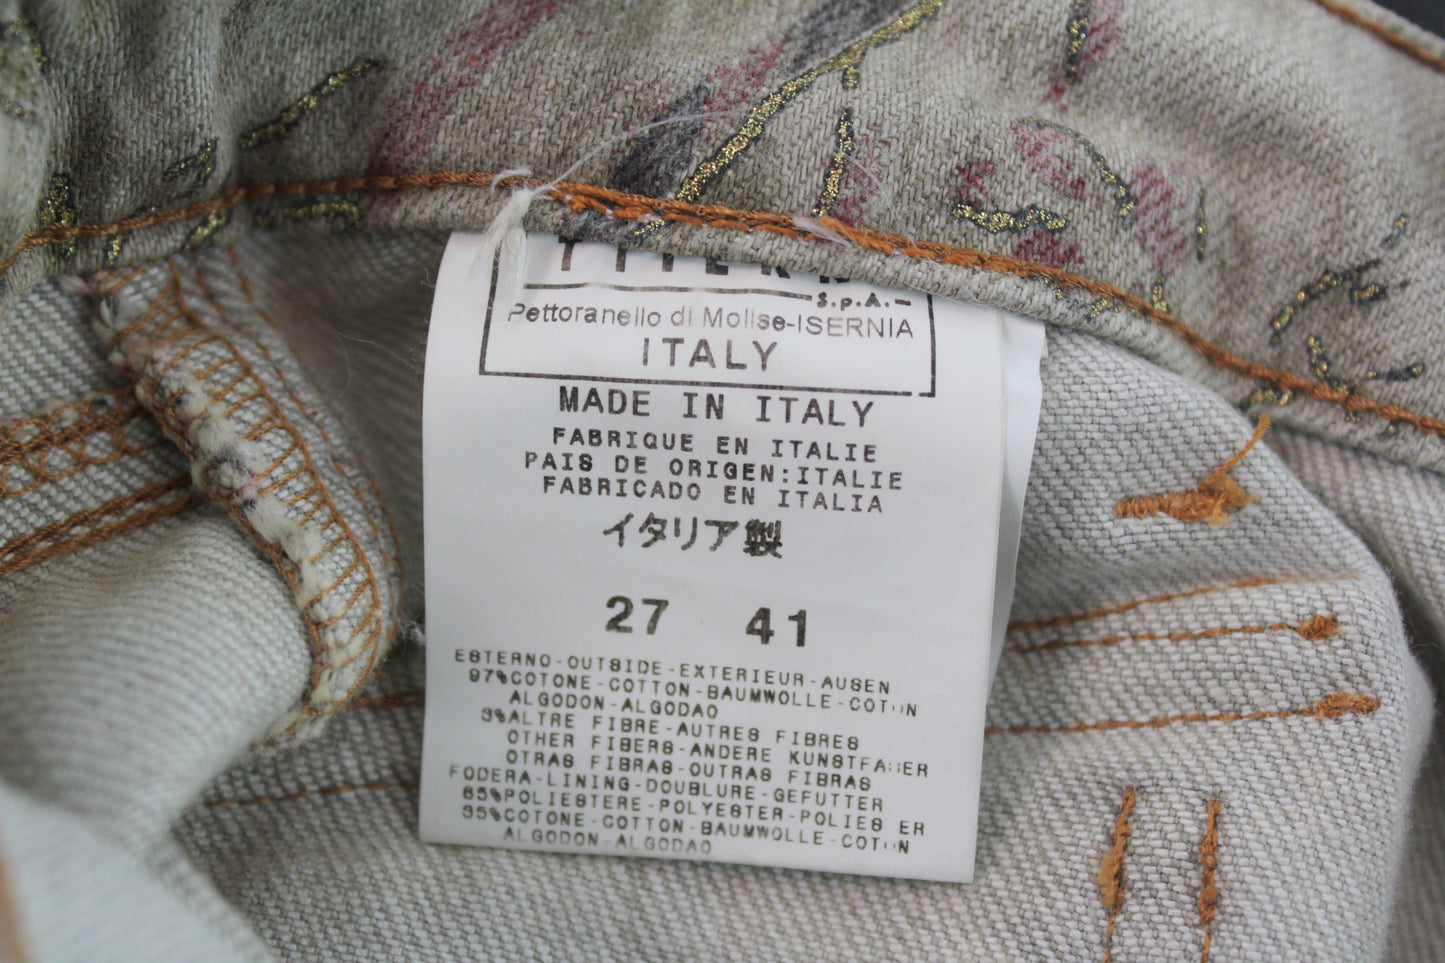 S.p.A.-
Pettoranello di Molise-ISERNIA
ITALY
MADE IN ITALY
FABRIQUE EN ITALIE
PAIS DE ORIGEN:ITALIE
FABRICADO EN ITALIA
イタリア製
27 41
ESTERNO-OUTSIDE-EXTERIEUR-AUSEN
97%COTONE-COTTON-BAUMWOLLE-COTON
ALGODON-ALGODAO
3%ALTRE FIBRE-AUTRES FIBRES
OTHER FIBERS-ANDERE KUNSTFASER
OTRAS FIBRAS-OUTRAS FIBRAS
FODERA-LINING-DOUBLURE-GEFUTTER
65%POLIESTERE-POLYESTER-POLIES ER
35%COTONE-COTTON-BAUMWOLLE-COTON
ALGODON-ALGODAO